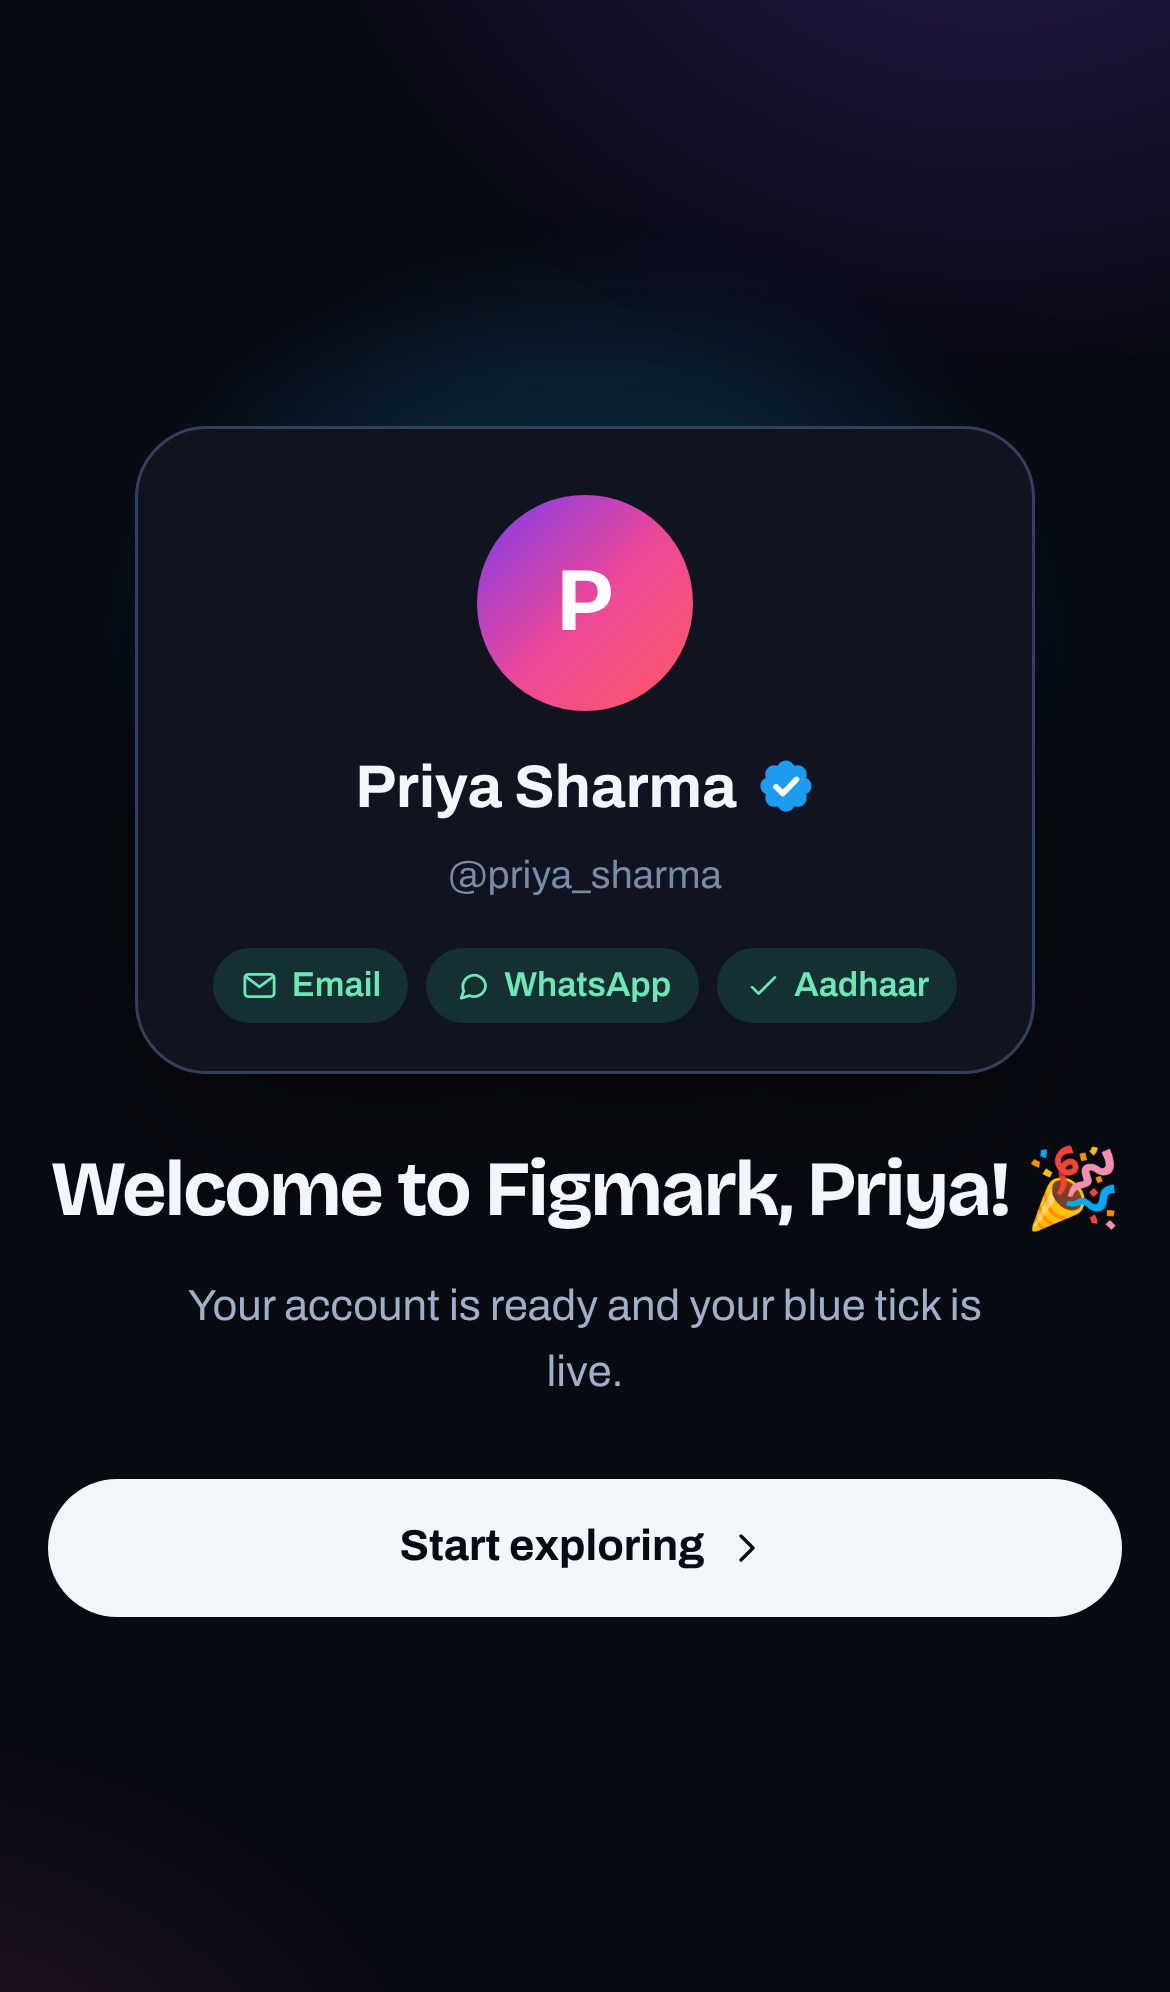 P
Priya Sharma
@priya_sharma
Email WhatsApp Aadhaar
Welcome to Figmark, Priya! 🎉
Your account is ready and your blue tick is
live.
Start exploring